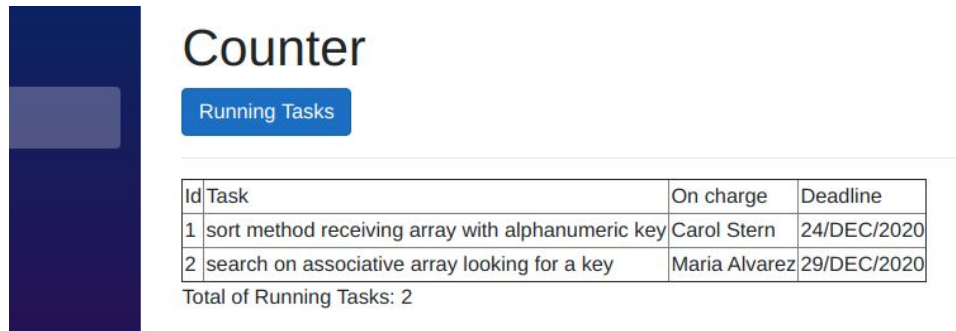 Counter
Running Tasks
Id Task On charge Deadline
1 sort method receiving array with alphanumeric key Carol Stern 24/DEC/2020
2 search on associative array looking for a key Maria Alvarez 29/DEC/2020
Total of Running Tasks: 2